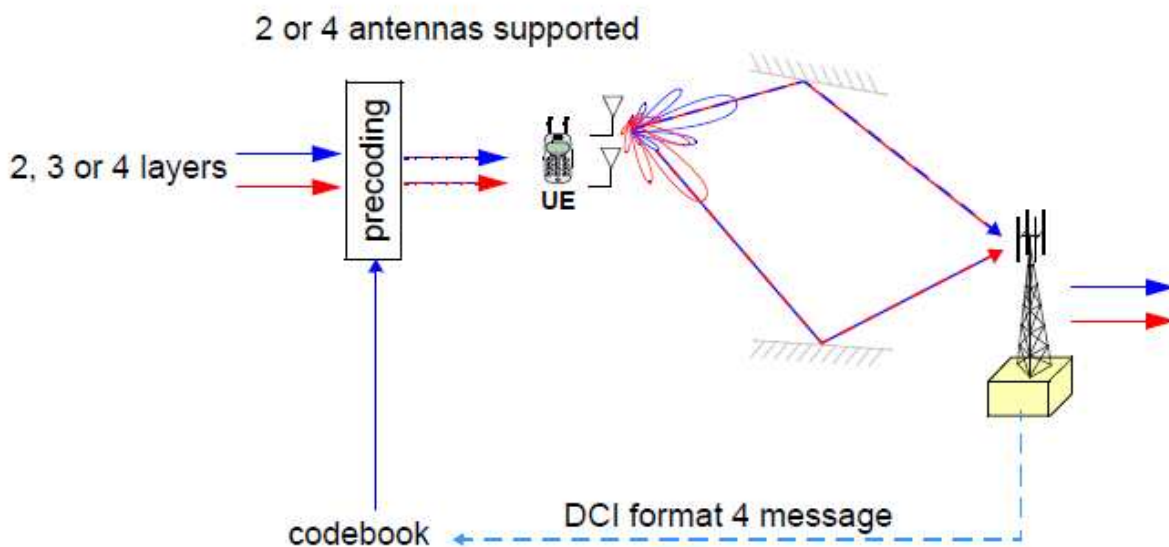 2 or 4 antennas supported
2, 3 or 4 layers
precoding
UE
DCI format 4 message
codebook